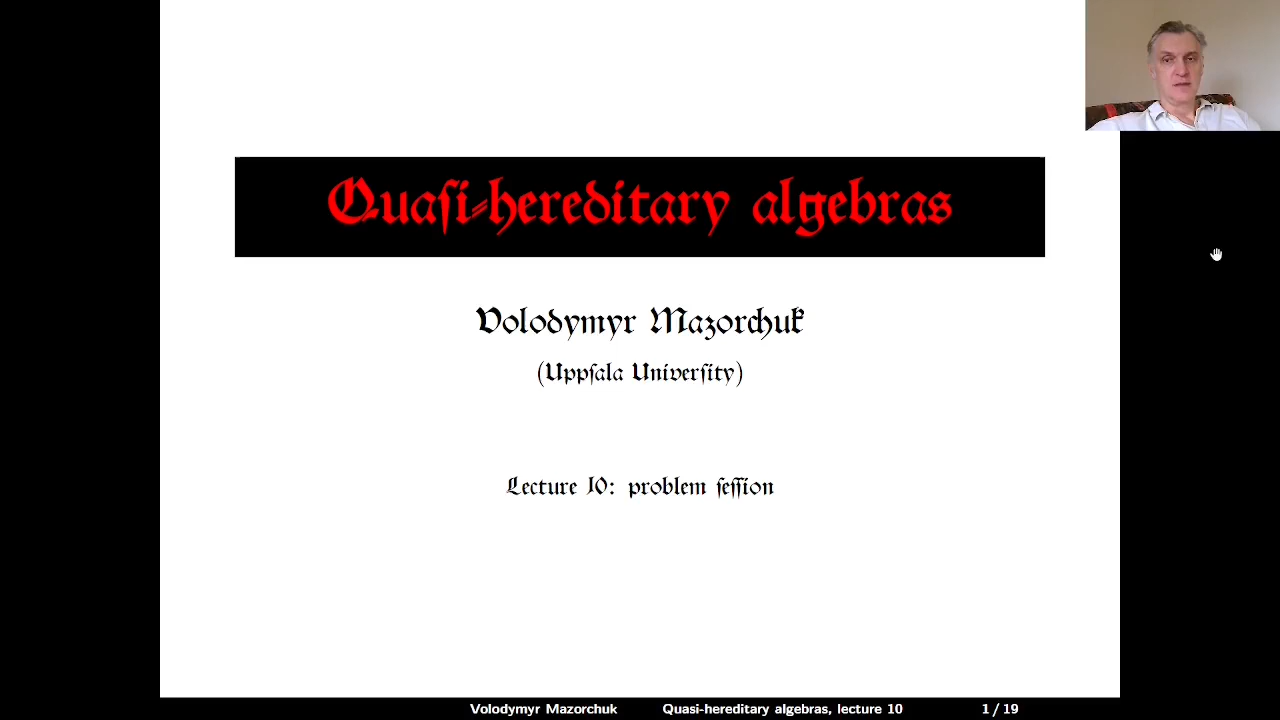 Quaſi-hereditary algebras
Volodymyr Mazorchuk
(Uppſala Univerſity)
Lecture 10: problem ſeſſion
Volodymyr Mazorchuk Quasi-hereditary algebras, lecture 10 1 / 19